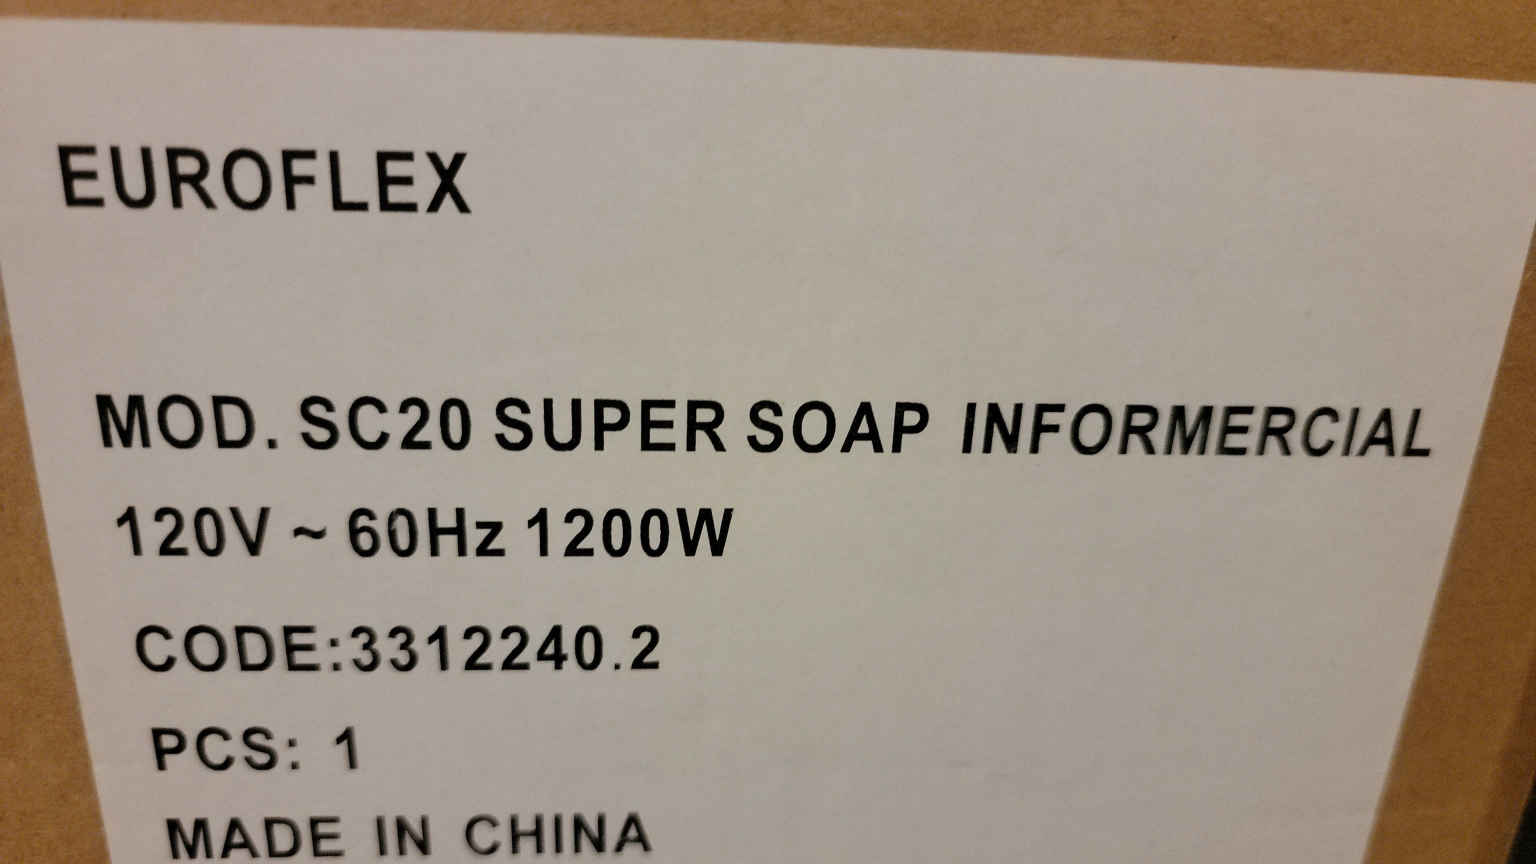 EUROFLEX
MOD. SC20 SUPER SOAP INFORMERCIAL
120V ~ 60Hz 1200W
CODE:3312240.2
PCS: 1
MADE IN CHINA